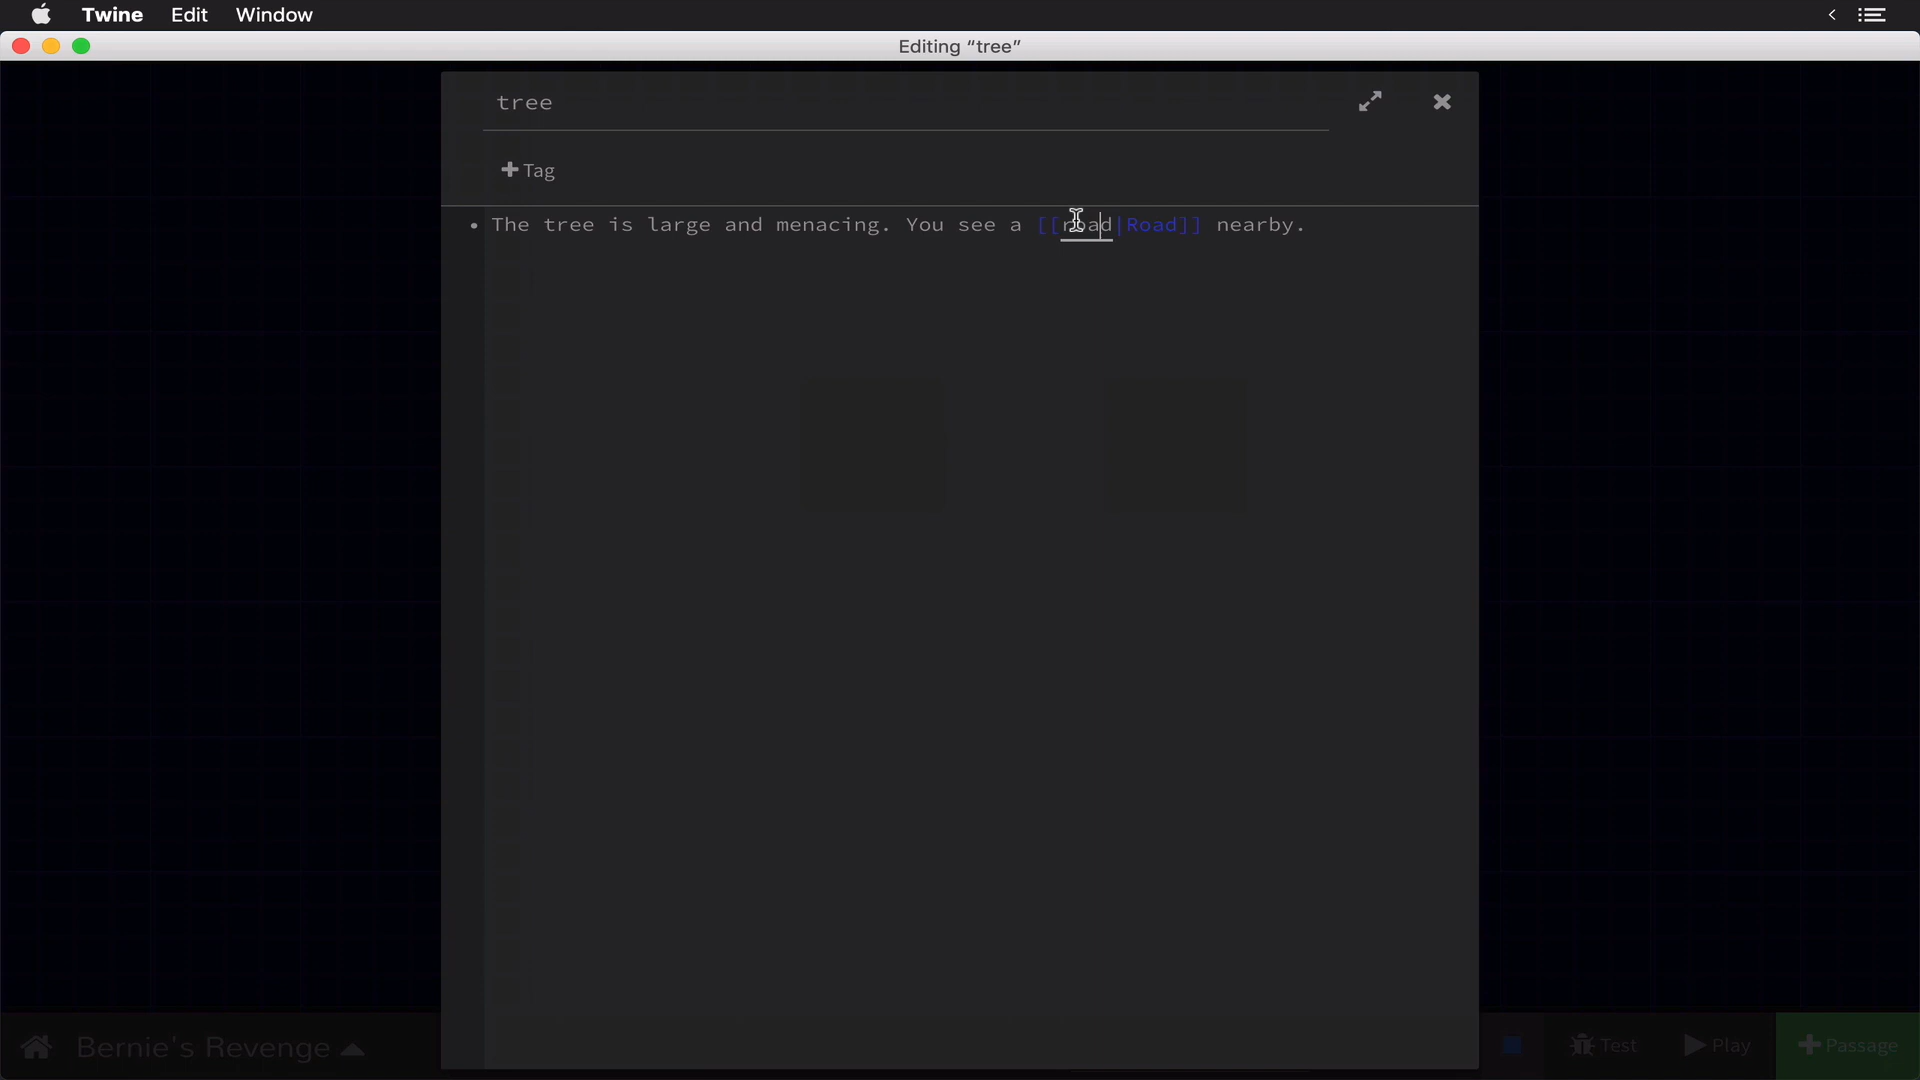 Twine Edit Window
Editing “tree”
tree
+ Tag
• The tree is large and menacing. You see a [[road|Road]] nearby.
Bernie's Revenge
Test
Play
+ Passage